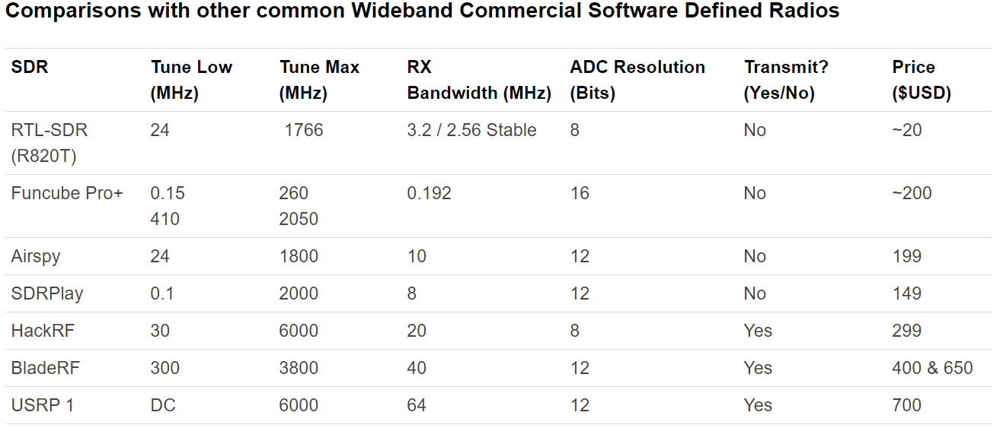 Comparisons with other common Wideband Commercial Software Defined Radios
SDR Tune Low Tune Max RX ADC Resolution Transmit? Price
(MHz) (MHz) Bandwidth (MHz) (Bits) (Yes/No) ($USD)
RTL-SDR 24 1766 3.2 / 2.56 Stable 8 No ~20
(R820T)
Funcube Pro+ 0.15 260 0.192 16 No ~200
410 2050
Airspy 24 1800 10 12 No 199
SDRPlay 0.1 2000 8 12 No 149
HackRF 30 6000 20 8 Yes 299
BladeRF 300 3800 40 12 Yes 400 & 650
USRP 1 DC 6000 64 12 Yes 700